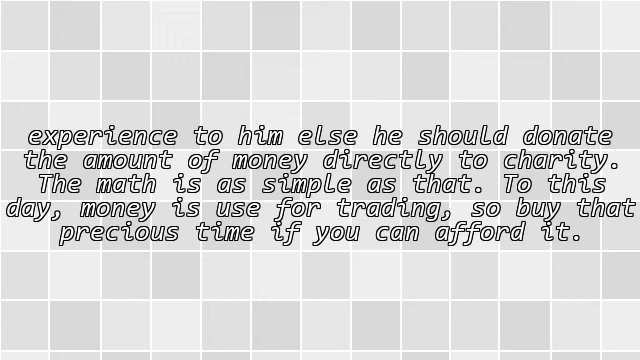 experience to him else he should donate
the amount of money directly to charity.
The math is as simple as that. To this
day, money is use for trading, so buy that
precious time if you can afford it.